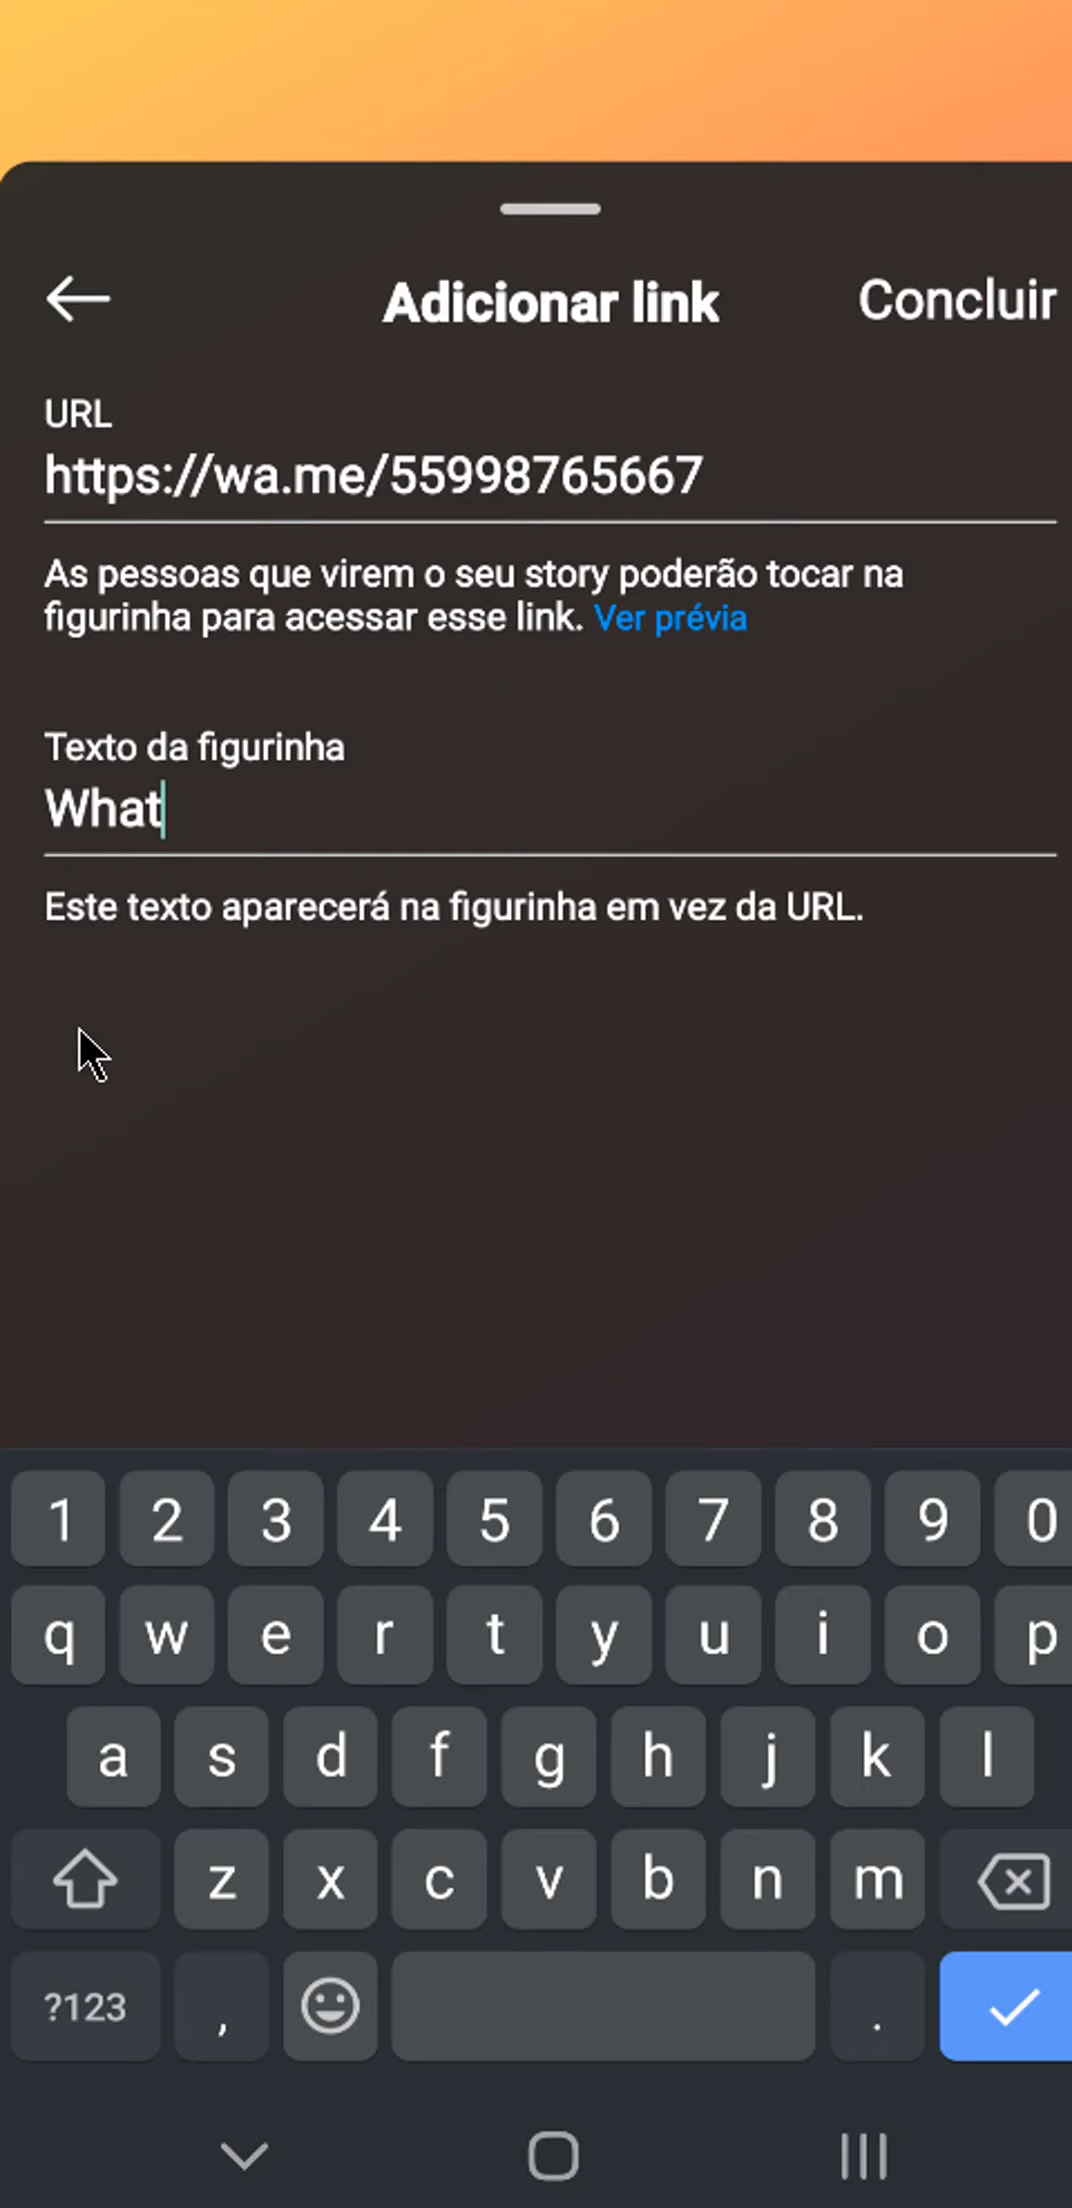 Adicionar link
Concluir
URL
https://wa.me/55998765667
As pessoas que virem o seu story poderão tocar na
figurinha para acessar esse link. Ver prévia
Texto da figurinha
What
Este texto aparecerá na figurinha em vez da URL.
1 2 3 4 5 6 7 8 9 0
q w e r t y u i o p
a s d f g h j k l
z x c v b n m
?123 , .